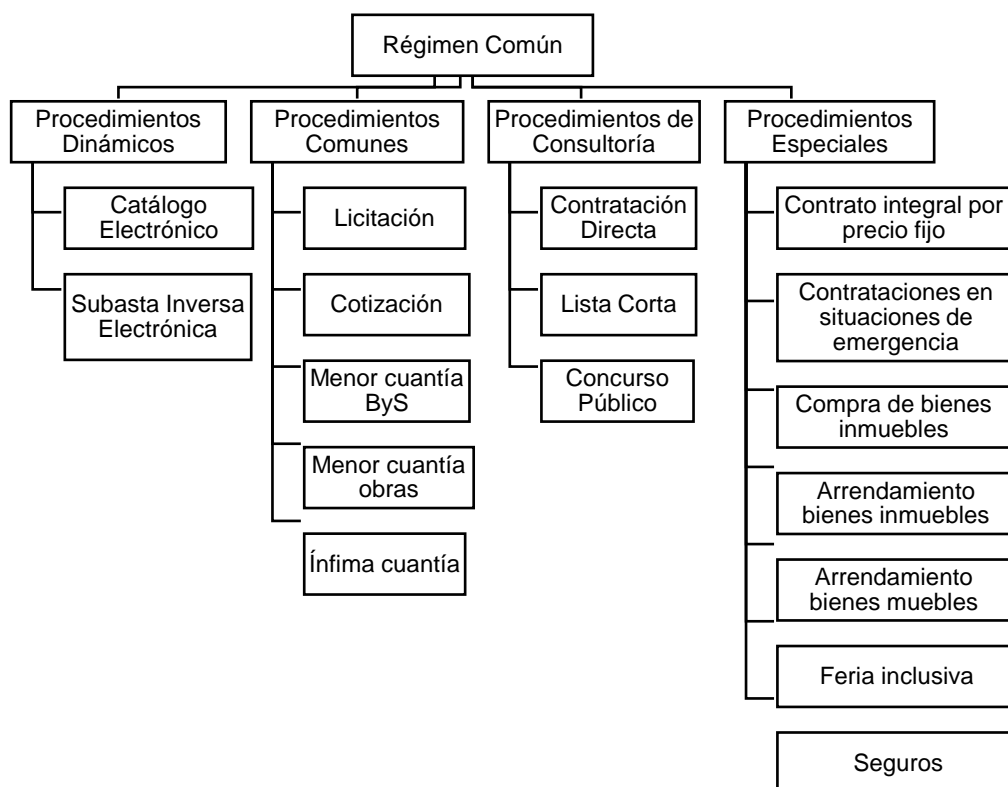 Régimen Común
Procedimientos
Dinámicos
Catálogo
Electrónico
Subasta Inversa
Electrónica
Procedimientos
Comunes
Licitación
Cotización
Menor cuantía
ByS
Menor cuantía
obras
Ínfima cuantía
Procedimientos de
Consultoría
Contratación
Directa
Lista Corta
Concurso
Público
Procedimientos
Especiales
Contrato integral por
precio fijo
Contrataciones en
situaciones de
emergencia
Compra de bienes
inmuebles
Arrendamiento
bienes inmuebles
Arrendamiento
bienes muebles
Feria inclusiva
Seguros